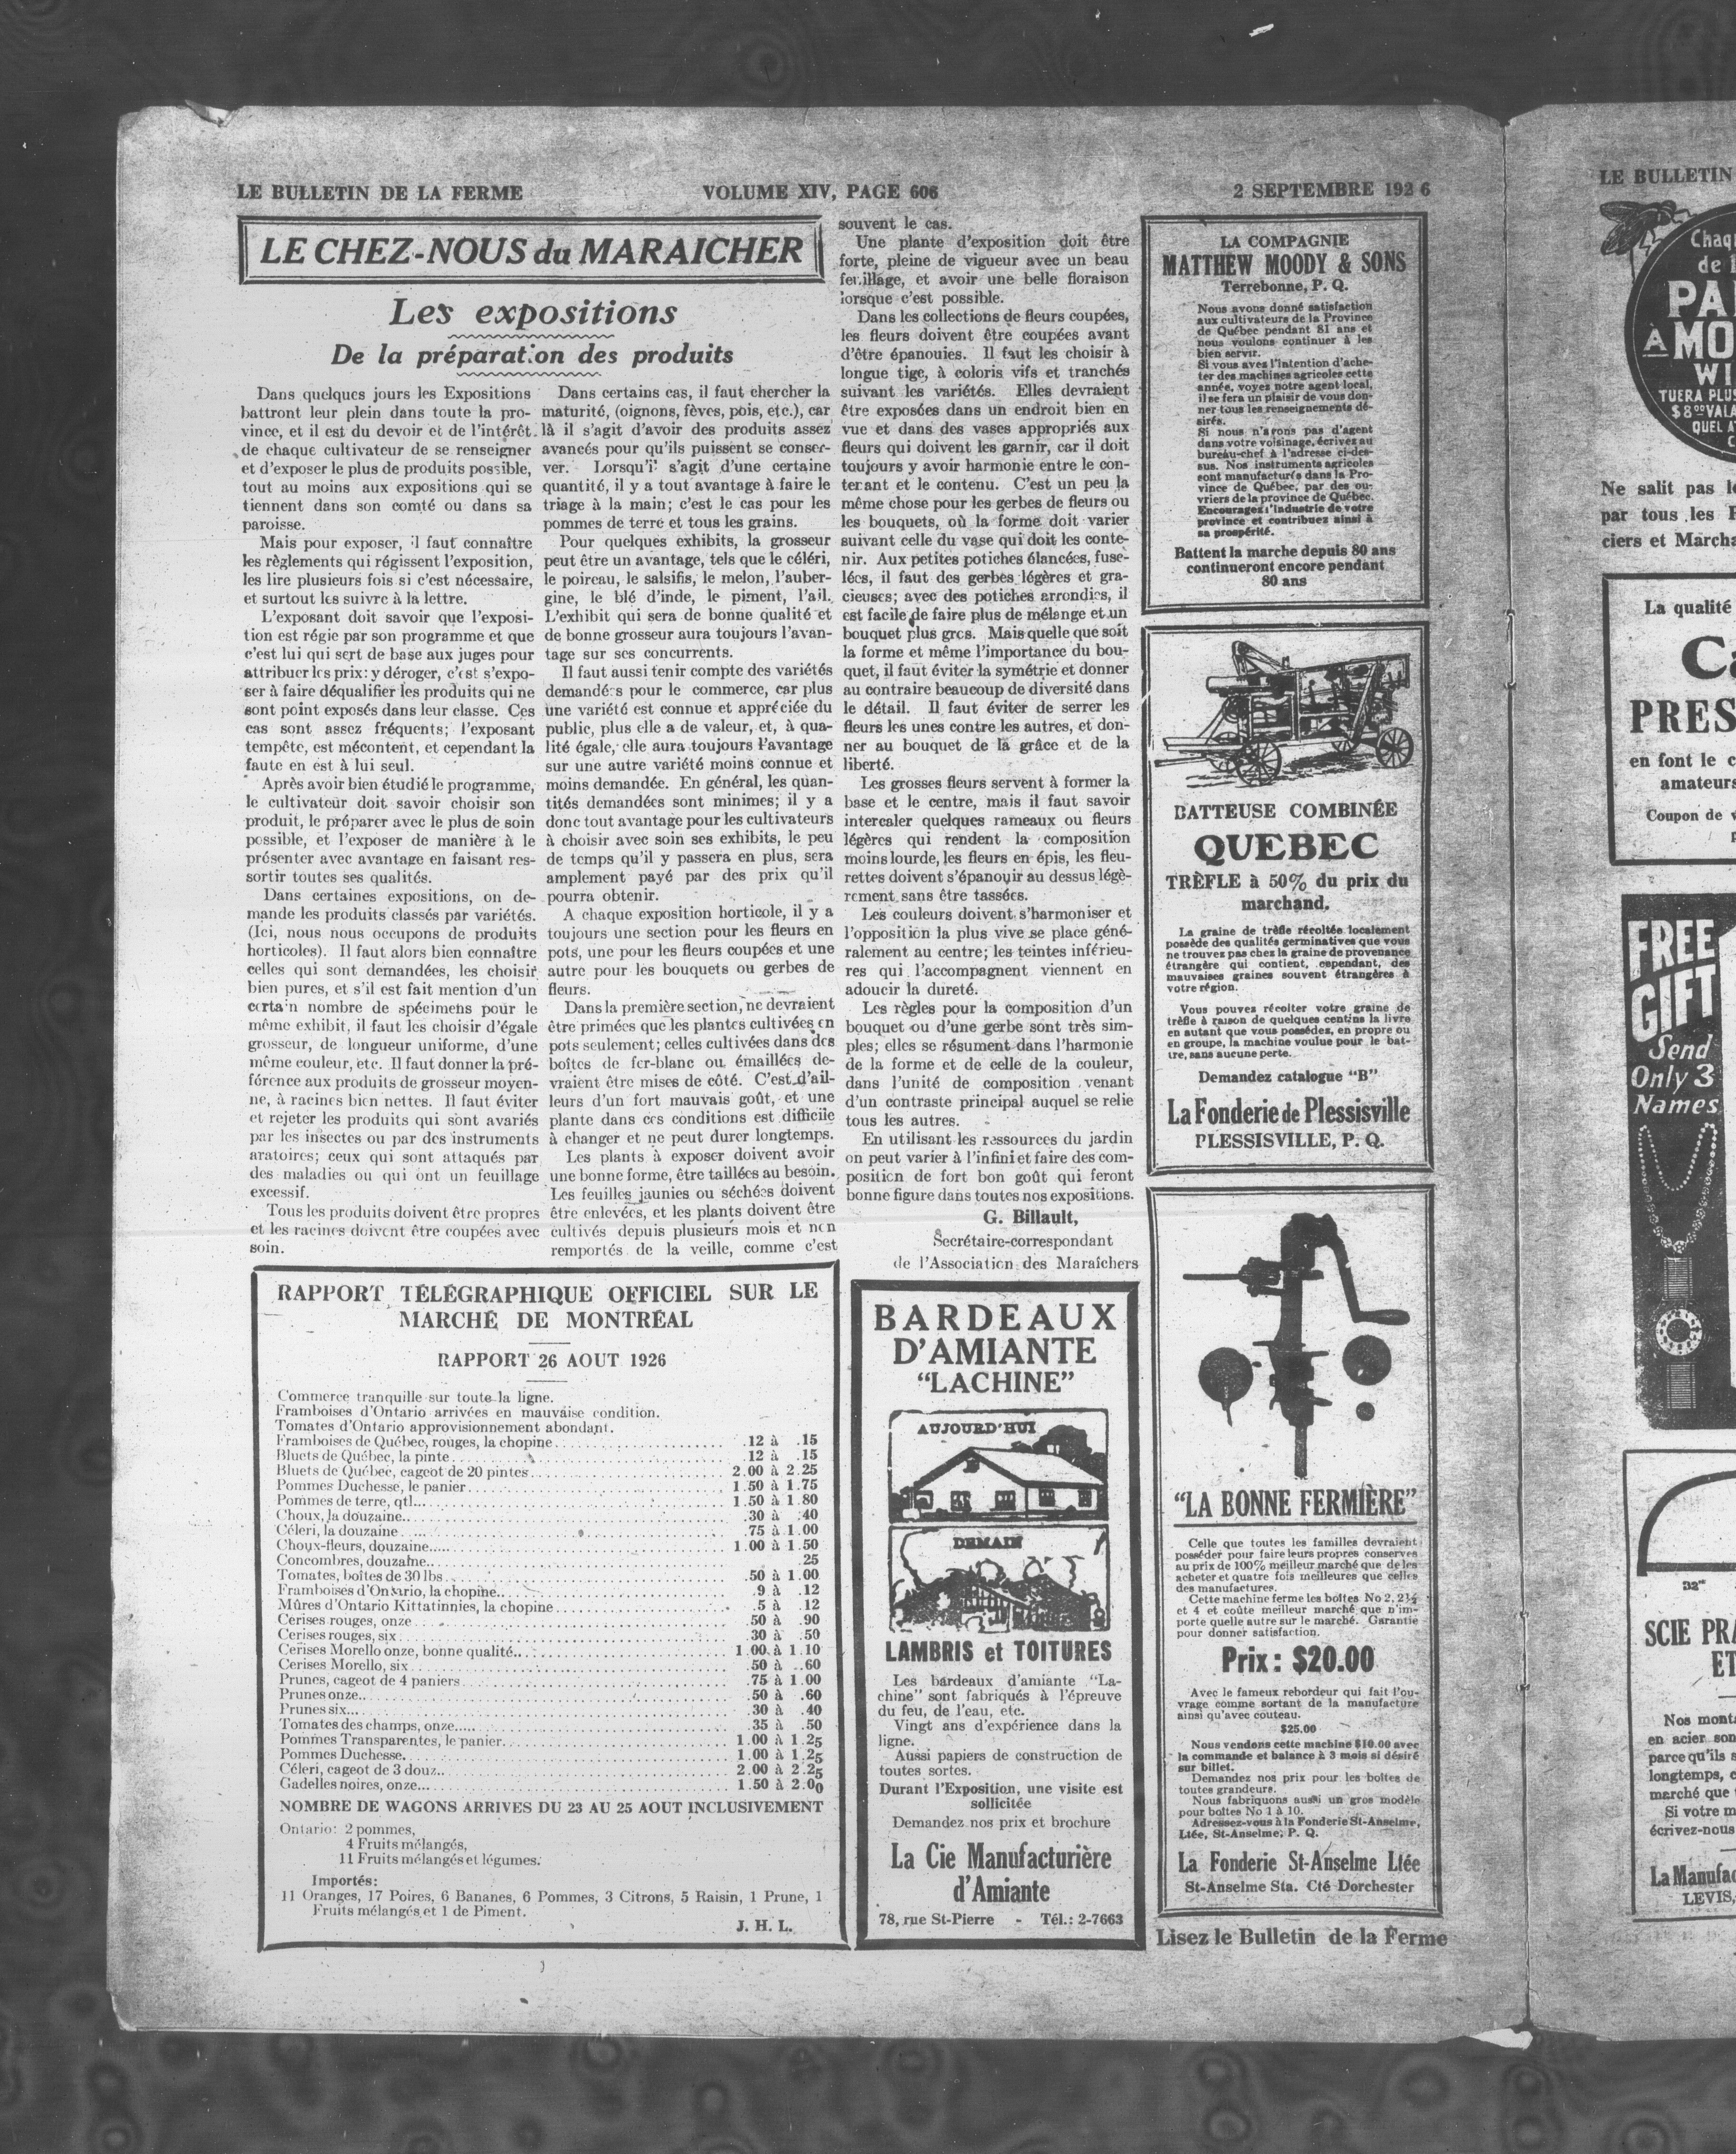 LE BULLETIN DE LA FERME
VOLUME XIV, PAGE 606
2 SEPTEMBRE 192 6
LE CHEZ-NOUS du MARAICHER
Les expositions
De la préparation des produits
Dans quelques jours les Expositions
battront leur plein dans toute la pro-
vince, et il est du devoir et de l'intérêt
de chaque cultivateur de se renseigner
et d'exposer le plus de produits possible,
tout au moins aux expositions qui se
tiennent dans son comté ou dans sa
paroisse.
Mais pour exposer, il faut connaître
les règlements qui régissent l'exposition,
les lire plusieurs fois si c'est nécessaire,
et surtout les suivre à la lettre.
L'exposant doit savoir que l'exposi-
tion est régie par son programme et que
c'est lui qui sert de base aux juges pour
attribuer les prix: y déroger, c'est s'expo-
ser à faire déqualifier les produits qui ne
sont point exposés dans leur classe. Ces
cas sont assez fréquents; l'exposant
tempête, est mécontent, et cependant la
faute en est à lui seul.
Après avoir bien étudié le programme,
le cultivateur doit savoir choisir son
produit, le préparer avec le plus de soin
possible, et l'exposer de manière à le
présenter avec avantage en faisant res-
sortir toutes ses qualités.
Dans certaines expositions, on de-
mande les produits classés par variétés.
(Ici, nous nous occupons de produits
horticoles). Il faut alors bien connaître
celles qui sont demandées, les choisir
bien pures, et s'il est fait mention d'un
certain nombre de spécimens pour le
même exhibit, il faut les choisir d'égale
grosseur, de longueur uniforme, d'une
même couleur, etc. Il faut donner la pré-
férence aux produits de grosseur moyen-
ne, à racines bien nettes. Il faut éviter
et rejeter les produits qui sont avariés
par les insectes ou par des instruments
aratoires; ceux qui sont attaqués par
des maladies ou qui ont un feuillage
excessif.
Tous les produits doivent être propres
et les racines doivent être coupées avec
soin.
Dans certains cas, il faut chercher la
maturité, (oignons, fèves, pois, etc.), car
là il s'agit d'avoir des produits assez
avancés pour qu'ils puissent se conser-
ver. Lorsqu'il s'agit d'une certaine
quantité, il y a tout avantage à faire le
triage à la main; c'est le cas pour les
pommes de terre et tous les grains.
Pour quelques exhibits, la grosseur
peut être un avantage, tels que le céléri,
le poireau, le salsifis, le melon, l'auber-
gine, le blé d'inde, le piment, l'ail.
L'exhibit qui sera de bonne qualité et
de bonne grosseur aura toujours l'avan-
tage sur ses concurrents.
Il faut aussi tenir compte des variétés
demandées pour le commerce, car plus
une variété est connue et appréciée du
public, plus elle a de valeur, et, à qua-
lité égale, elle aura toujours l'avantage
sur une autre variété moins connue et
moins demandée. En général, les quan-
tités demandées sont minimes; il y a
donc tout avantage pour les cultivateurs
à choisir avec soin ses exhibits, le peu
de temps qu'il y passera en plus, sera
amplement payé par des prix qu'il
pourra obtenir.
A chaque exposition horticole, il y a
toujours une section pour les fleurs en
pots, une pour les fleurs coupées et une
autre pour les bouquets ou gerbes de
fleurs.
Dans la première section, ne devraient
être primées que les plantes cultivées en
pots seulement; celles cultivées dans des
boîtes de fer-blanc ou émaillées de-
vraient être mises de côté. C'est d'ail-
leurs d'un fort mauvais goût, et une
plante dans ces conditions est difficile
à changer et ne peut durer longtemps.
Les plants à exposer doivent avoir
une bonne forme, être taillées au besoin.
Les feuilles jaunies ou séchées doivent
être enlevées, et les plants doivent être
cultivés depuis plusieurs mois et non
remportés de la veille, comme c'est
souvent le cas.
Une plante d'exposition doit être
forte, pleine de vigueur avec un beau
feuillage, et avoir une belle floraison
lorsque c'est possible.
Dans les collections de fleurs coupées,
les fleurs doivent être coupées avant
d'être épanouies. Il faut les choisir à
longue tige, à coloris vifs et tranchés
suivant les variétés. Elles devraient
être exposées dans un endroit bien en
vue et dans des vases appropriés aux
fleurs qui doivent les garnir, car il doit
toujours y avoir harmonie entre le con-
tenant et le contenu. C'est un peu la
même chose pour les gerbes de fleurs ou
les bouquets, où la forme doit varier
suivant celle du vase qui doit les conte-
nir. Aux petites potiches élancées, fuse-
lées, il faut des gerbes légères et gra-
cieuses; avec des potiches arrondies, il
est facile de faire plus de mélange et un
bouquet plus gros. Mais quelle que soit
la forme et même l'importance du bou-
quet, il faut éviter la symétrie et donner
au contraire beaucoup de diversité dans
le détail. Il faut éviter de serrer les
fleurs les unes contre les autres, et don-
ner au bouquet de la grâce et de la
liberté.
Les grosses fleurs servent à former la
base et le centre, mais il faut savoir
intercaler quelques rameaux ou fleurs
légères qui rendent la composition
moins lourde, les fleurs en épis, les fleu-
rettes doivent s'épanouir au dessus légè-
rement sans être tassées.
Les couleurs doivent s'harmoniser et
l'opposition la plus vive se place géné-
ralement au centre; les teintes inférieu-
res qui l'accompagnent viennent en
adoucir la dureté.
Les règles pour la composition d'un
bouquet ou d'une gerbe sont très sim-
ples; elles se résument dans l'harmonie
de la forme et de celle de la couleur,
dans l'unité de composition venant
d'un contraste principal auquel se relie
tous les autres.
En utilisant les ressources du jardin
on peut varier à l'infini et faire des com-
position de fort bon goût qui feront
bonne figure dans toutes nos expositions.
G. Billault,
Secrétaire-correspondant
de l'Association des Maraîchers
RAPPORT TÉLÉGRAPHIQUE OFFICIEL SUR LE
MARCHÉ DE MONTRÉAL
RAPPORT 26 AOUT 1926
Commerce tranquille sur toute la ligne.
Framboises d'Ontario arrivées en mauvaise condition.
Tomates d'Ontario approvisionnement abondant.
Framboises de Québec, rouges, la chopine .12 à .15
Bluets de Québec, la pinte .12 à .15
Bluets de Québec, cageot de 20 pintes 2.00 à 2.25
Pommes Duchesse, le panier 1.50 à 1.75
Pommes de terre, qtl. 1.50 à 1.80
Choux, la douzaine .30 à .40
Céleri, la douzaine .75 à 1.00
Choux-fleurs, douzaine 1.00 à 1.50
Concombres, douzaine .25
Tomates, boîtes de 30 lbs .50 à 1.00
Framboises d'Ontario, la chopine .9 à .12
Mûres d'Ontario Kittatinnies, la chopine .5 à .12
Cerises rouges, onze .50 à .90
Cerises rouges, six .30 à .50
Cerises Morello onze, bonne qualité 1.00 à 1.10
Cerises Morello, six .50 à .60
Prunes, cageot de 4 paniers .75 à 1.00
Prunes onze .50 à .60
Prunes six .30 à .40
Tomates des champs, onze .35 à .50
Pommes Transparentes, le panier 1.00 à 1.25
Pommes Duchesse 1.00 à 1.25
Céleri, cageot de 3 douz. 2.00 à 2.25
Gadelles noires, onze 1.50 à 2.00
NOMBRE DE WAGONS ARRIVES DU 23 AU 25 AOUT INCLUSIVEMENT
Ontario: 2 pommes,
4 Fruits mélangés,
11 Fruits mélangés et légumes.
Importés:
11 Oranges, 17 Poires, 6 Bananes, 6 Pommes, 3 Citrons, 5 Raisin, 1 Prune, 1
Fruits mélangés et 1 de Piment.
J. H. L.
BARDEAUX
D'AMIANTE
"LACHINE"
AUJOURD'HUI
DEMAIN
LAMBRIS et TOITURES
Les bardeaux d'amiante "La-
chine" sont fabriqués à l'épreuve
du feu, de l'eau, etc.
Vingt ans d'expérience dans la
ligne.
Aussi papiers de construction de
toutes sortes.
Durant l'Exposition, une visite est
sollicitée
Demandez nos prix et brochure
La Cie Manufacturière
d'Amiante
78, rue St-Pierre - Tél.: 2-7663
LA COMPAGNIE
MATTHEW MOODY & SONS
Terrebonne, P. Q.
Nous avons donné satisfaction
aux cultivateurs de la Province
de Québec pendant 81 ans et
nous voulons continuer à les
bien servir.
Si vous avez l'intention d'ache-
ter des machines agricoles cette
année, voyez notre agent local,
il se fera un plaisir de vous don-
ner tous les renseignements dé-
sirés.
Si nous n'avons pas d'agent
dans votre voisinage, écrivez au
bureau-chef à l'adresse ci-des-
sus. Nos instruments agricoles
sont manufacturés dans la Pro-
vince de Québec, par des ou-
vriers de la province de Québec.
Encouragez l'industrie de votre
province et contribuez ainsi à
sa prospérité.
Battent la marche depuis 80 ans
continueront encore pendant
80 ans
BATTEUSE COMBINÉE
QUEBEC
TRÈFLE à 50% du prix du
marchand.
La graine de trèfle récoltée localement
possède des qualités germinatives que vous
ne trouvez pas chez la graine de provenance
étrangère qui contient, cependant, des
mauvaises graines souvent étrangères à
votre région.
Vous pouvez récolter votre graine de
trèfle à raison de quelques centins la livre
en autant que vous possédez, en propre ou
en groupe, la machine voulue pour le bat-
tre, sans aucune perte.
Demandez catalogue "B"
La Fonderie de Plessisville
PLESSISVILLE, P. Q.
"LA BONNE FERMIÈRE"
Celle que toutes les familles devraient
posséder pour faire leurs propres conserves
au prix de 100% meilleur marché que de les
acheter et quatre fois meilleures que celles
des manufactures.
Cette machine ferme les boîtes No 2, 2½
et 4 et coûte meilleur marché que n'im-
porte quelle autre sur le marché. Garantie
pour donner satisfaction.
Prix: $20.00
Avec le fameux rebordeur qui fait l'ou-
vrage comme sortant de la manufacture
ainsi qu'avec couteau.
$25.00
Nous vendons cette machine $10.00 avec
la commande et balance à 3 mois si désiré
sur billet.
Demandez nos prix pour les boîtes de
toutes grandeurs.
Nous fabriquons aussi un gros modèle
pour boîtes No 1 à 10.
Adressez-vous à la Fonderie St-Anselme,
Ltée, St-Anselme, P. Q.
La Fonderie St-Anselme Ltée
St-Anselme Sta. Cté Dorchester
Lisez le Bulletin de la Ferme
LE BULLETIN
Chaq
de
PA
À MO
WI
TUERA PLUS
$8.00 VALA
QUEL
Ne salit pas
par tous les
ciers et Marcha
La qualité
Ca
PRES
en font le c
amateurs
Coupon de
FREE
GIFT
Send
Only 3
Names
32"
SCIE PRA
ET
Nos mont
en acier son
parce qu'ils s
longtemps,
marché que
Si votre m
écrivez-nous
La Manufac
LEVIS,